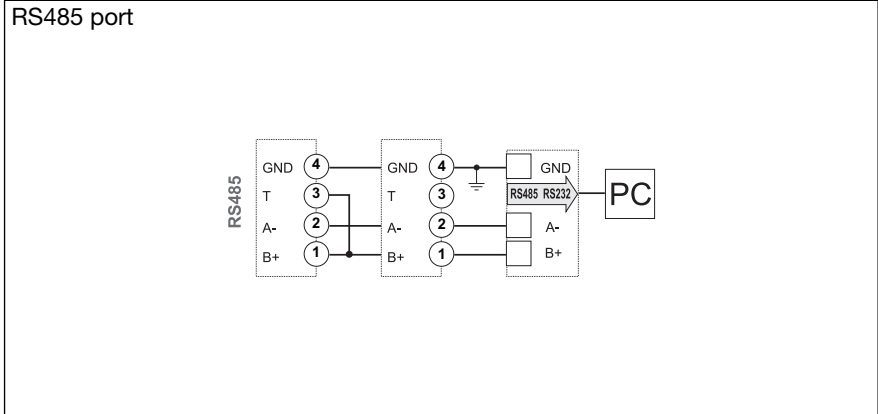 RS485 port
RS485
GND 4
T 3
A- 2
B+ 1
GND 4
T 3
A- 2
B+ 1
GND
RS485 RS232
A-
B+
PC